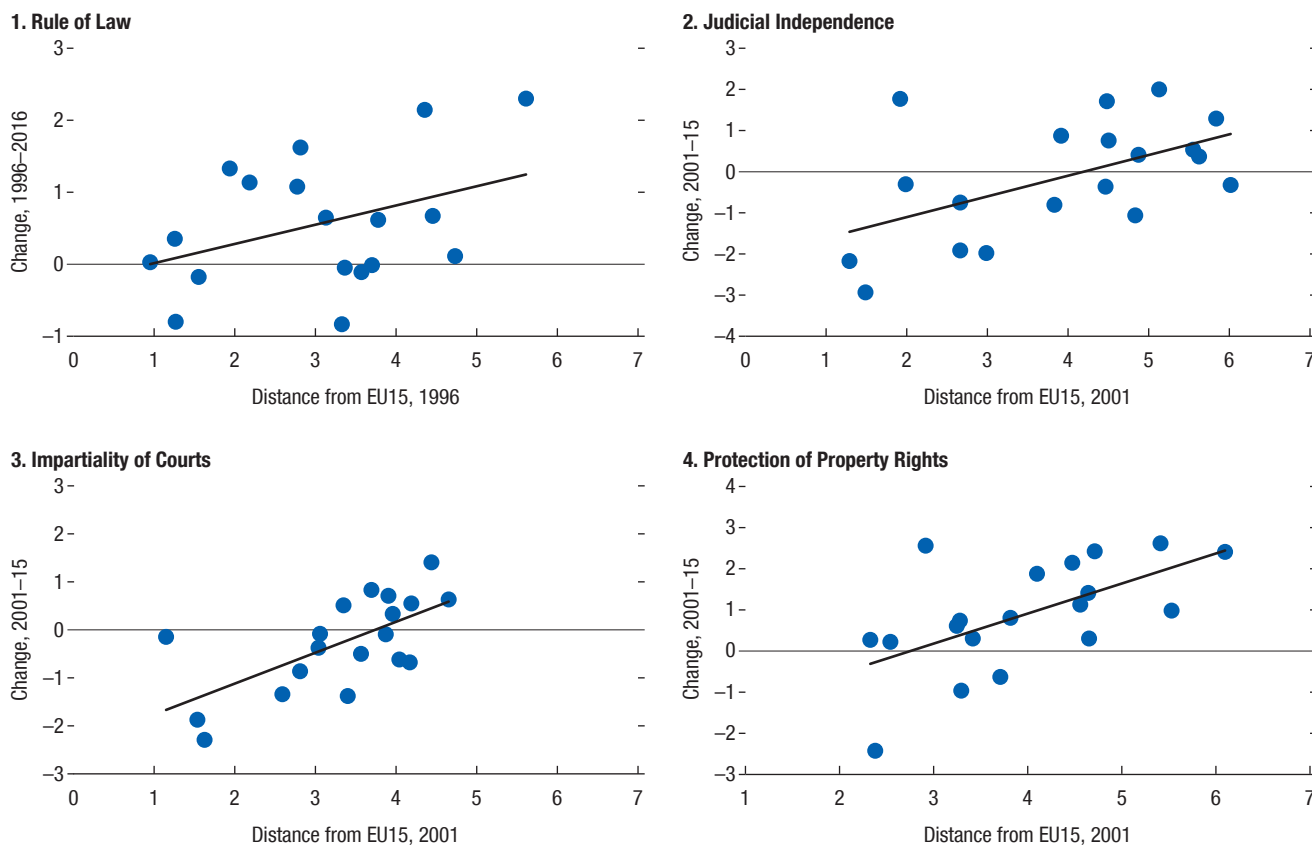 1. Rule of Law
3
2
1
0
–1
Change, 1996–2016
0 1 2 3 4 5 6 7
Distance from EU15, 1996
2. Judicial Independence
3
2
1
0
–1
–2
–3
–4
Change, 2001–15
0 1 2 3 4 5 6 7
Distance from EU15, 2001
3. Impartiality of Courts
3
2
1
0
–1
–2
–3
Change, 2001–15
0 1 2 3 4 5 6 7
Distance from EU15, 2001
4. Protection of Property Rights
4
3
2
1
0
–1
–2
–3
Change, 2001–15
1 2 3 4 5 6 7
Distance from EU15, 2001